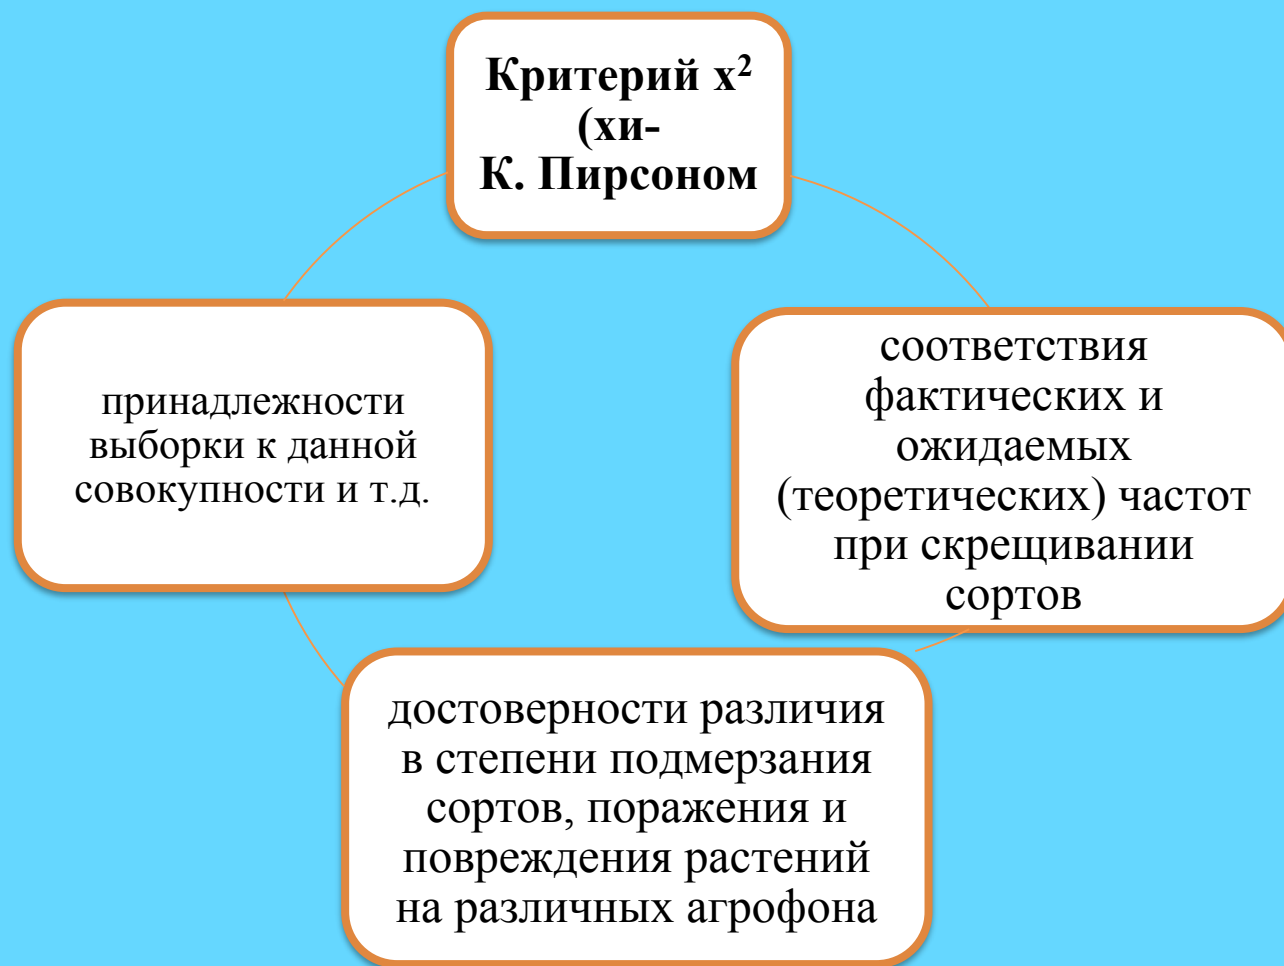 Критерий х²
(хи-
К. Пирсоном
соответствия
фактических и
ожидаемых
(теоретических) частот
при скрещивании
сортов
достоверности различия
в степени подмерзания
сортов, поражения и
повреждения растений
на различных агрофона
принадлежности
выборки к данной
совокупности и т.д.